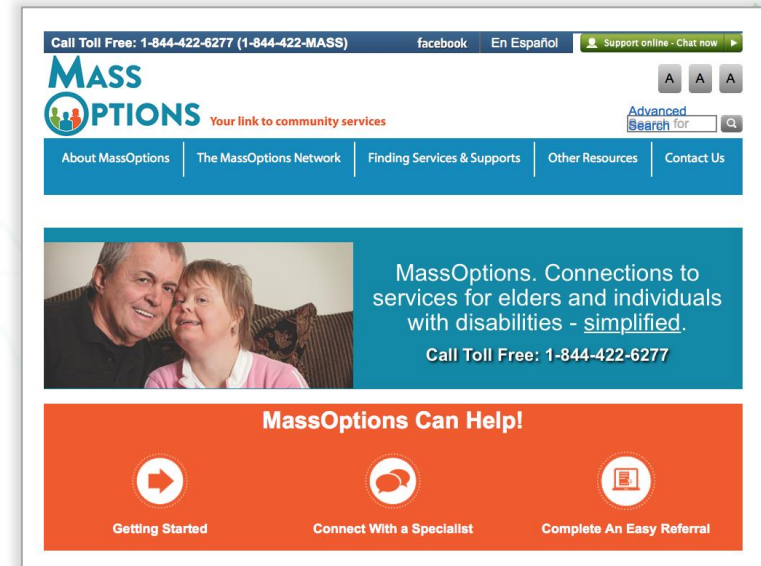 Call Toll Free: 1-844-422-6277 (1-844-422-MASS) facebook En Español Support online - Chat now
MASS
OPTIONS Your link to community services
A A A
Advanced
Search
Search for
About MassOptions The MassOptions Network Finding Services & Supports Other Resources Contact Us
MassOptions. Connections to
services for elders and individuals
with disabilities - simplified.
Call Toll Free: 1-844-422-6277
MassOptions Can Help!
Getting Started Connect With a Specialist Complete An Easy Referral